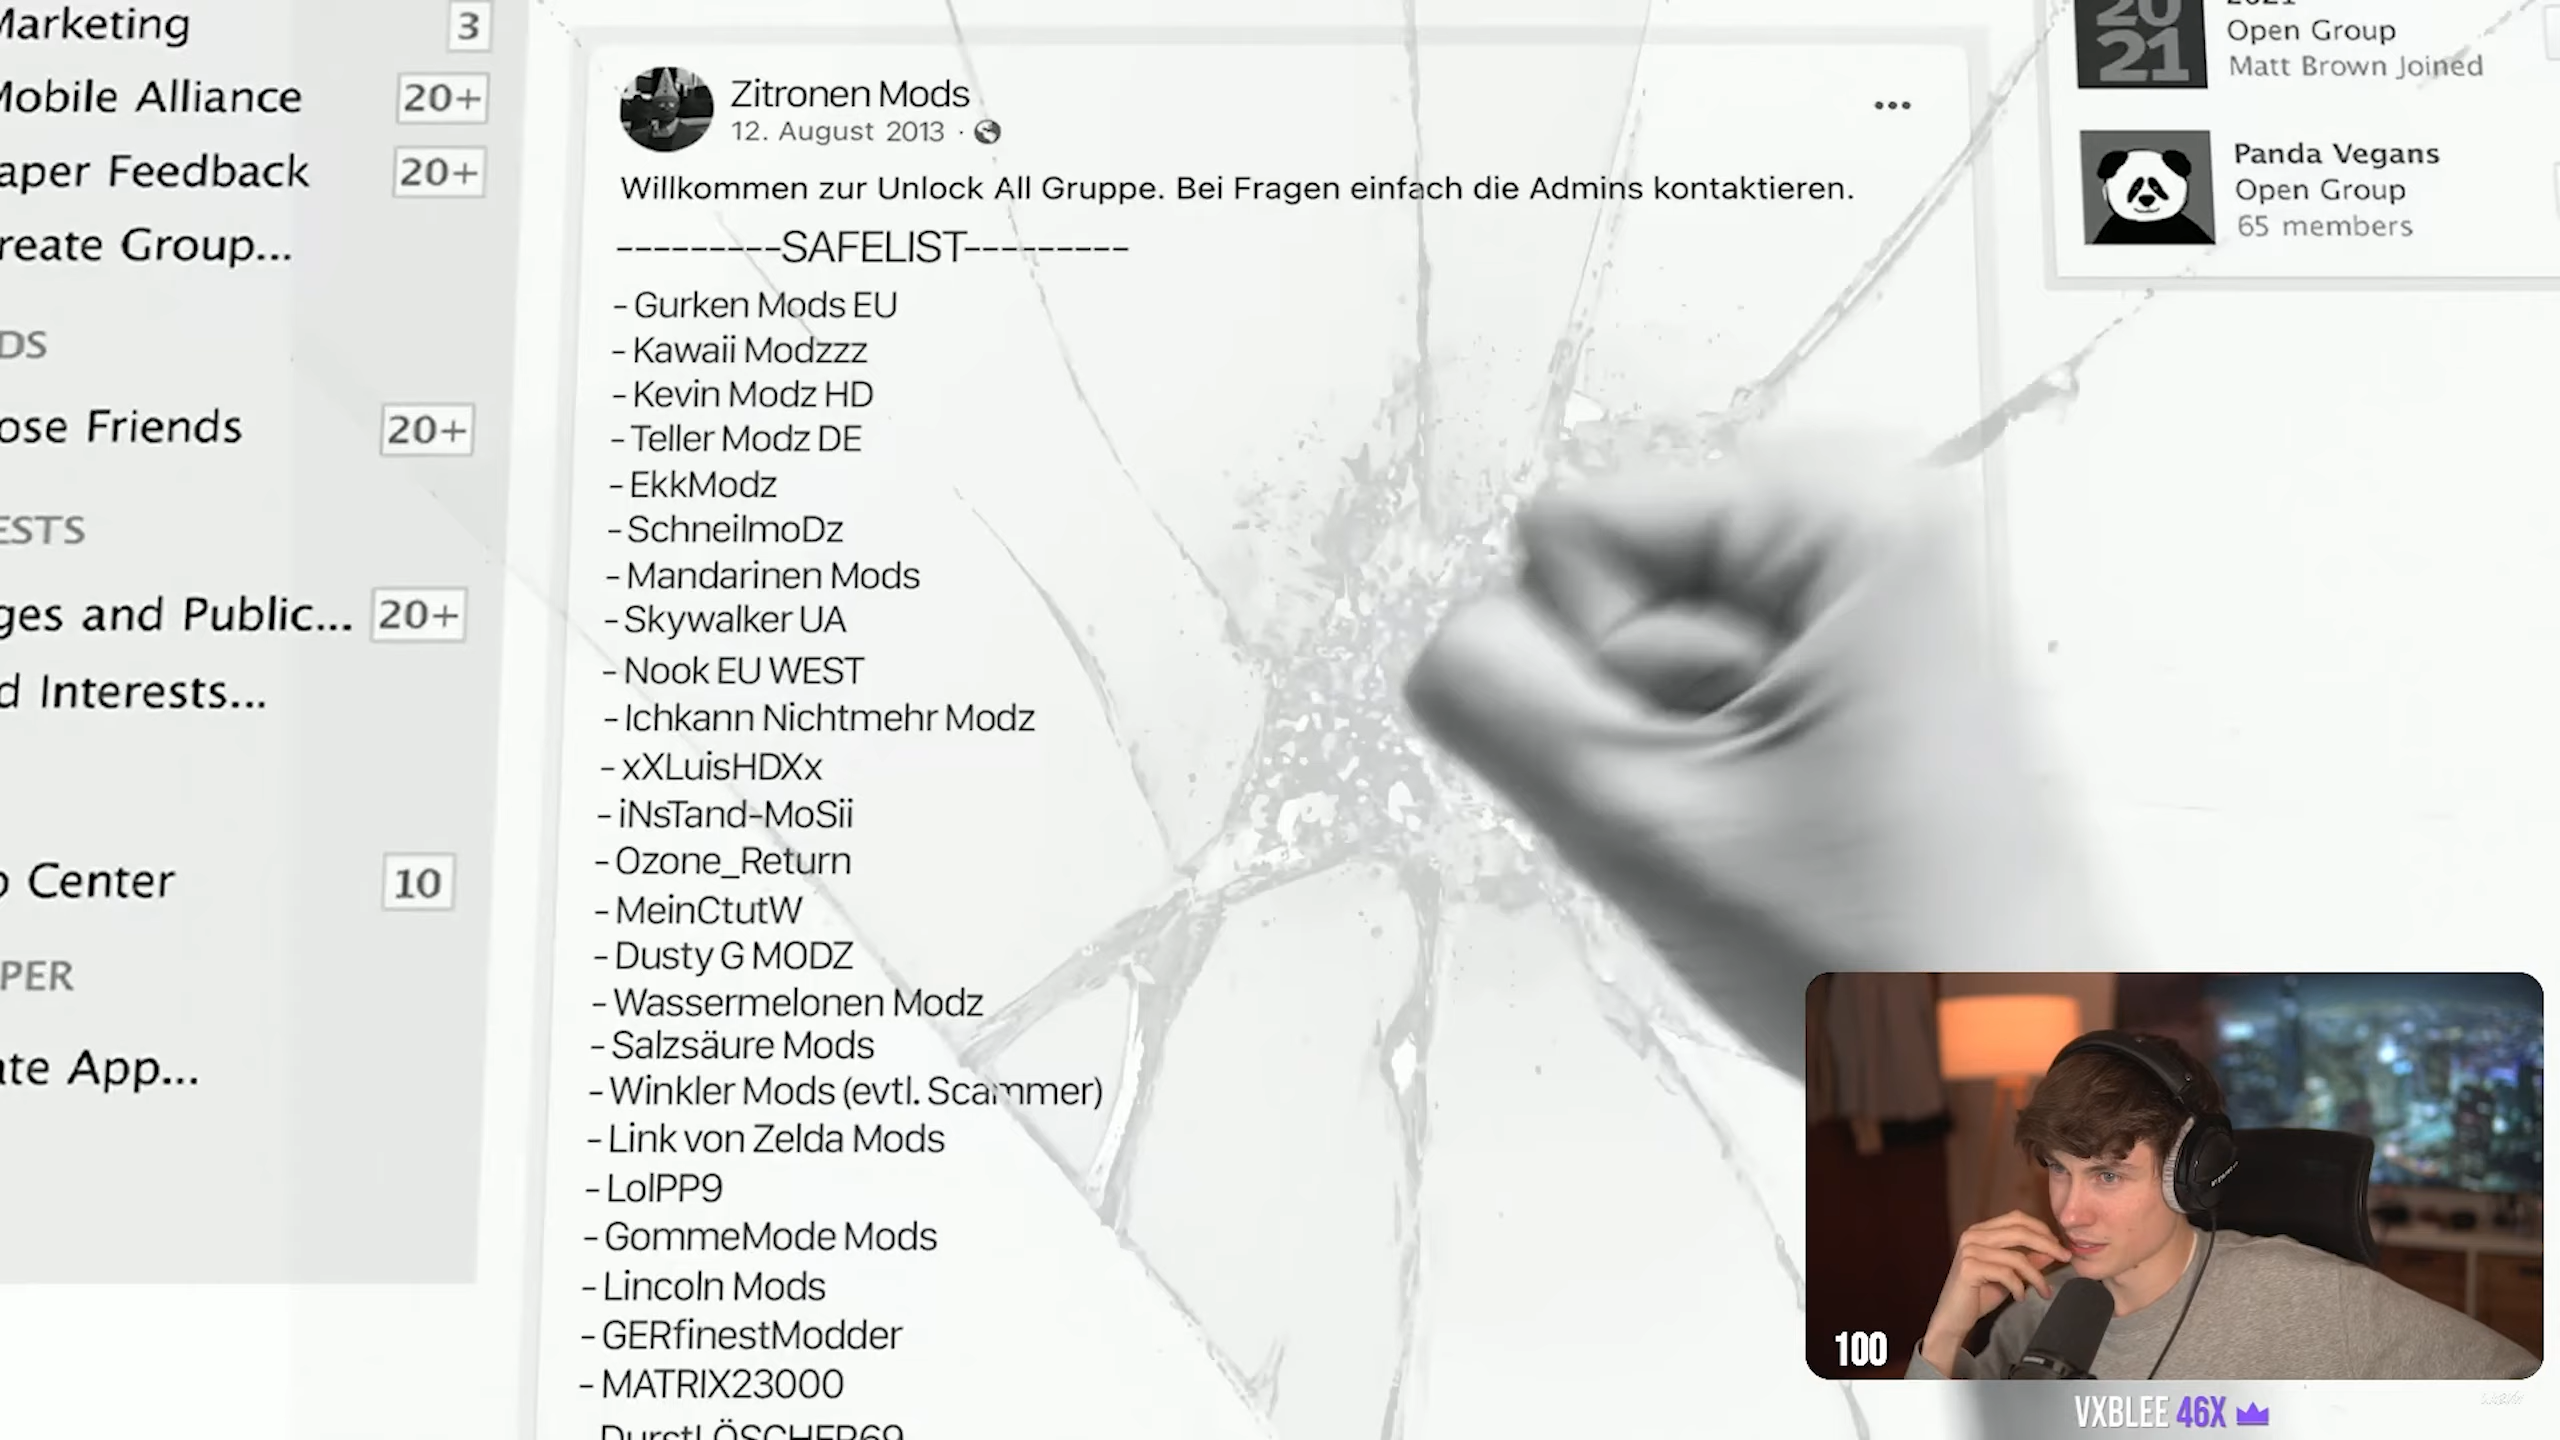 Marketing 3
Mobile Alliance 20+
aper Feedback 20+
reate Group...
DS
ose Friends 20+
ESTS
ges and Public... 20+
d Interests...
o Center 10
PER
ate App...
Zitronen Mods
12. August 2013 ·
Willkommen zur Unlock All Gruppe. Bei Fragen einfach die Admins kontaktieren.
---------SAFELIST---------
- Gurken Mods EU
- Kawaii Modzzz
- Kevin Modz HD
- Teller Modz DE
- EkkModz
- SchneilmoDz
- Mandarinen Mods
- Skywalker UA
- Nook EU WEST
- Ichkann Nichtmehr Modz
- xXLuisHDXx
- iNsTand-MoSii
- Ozone_Return
- MeinCtutW
- Dusty G MODZ
- Wassermelonen Modz
- Salzsäure Mods
- Winkler Mods (evtl. Scammer)
- Link von Zelda Mods
- LolPP9
- GommeMode Mods
- Lincoln Mods
- GERfinestModder
- MATRIX23000
DurstLÖSCHER69
2021
20
21
Open Group
Matt Brown Joined
Panda Vegans
Open Group
65 members
100
VXBLEE 46X